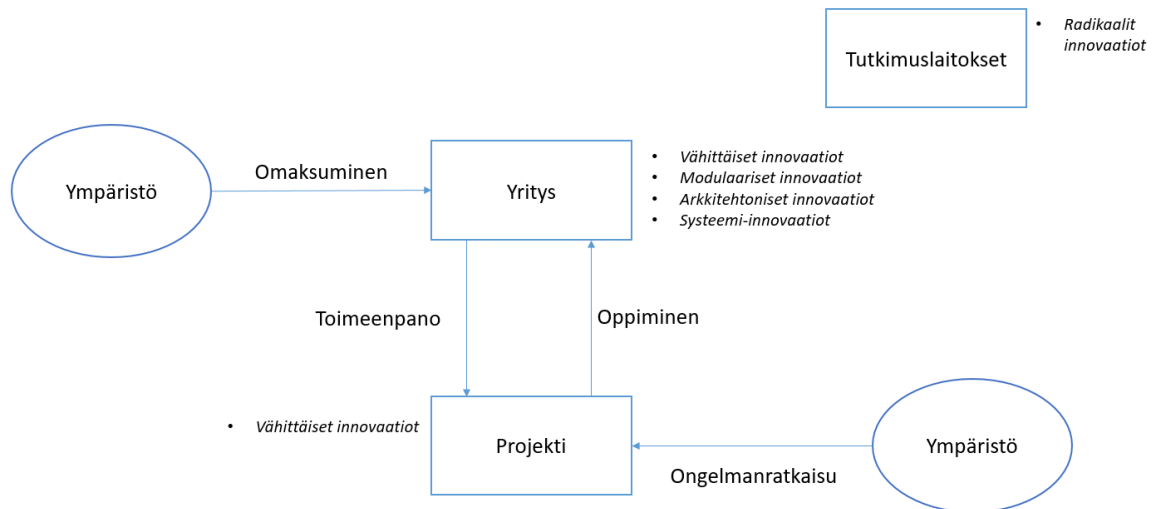 Radikaalit
innovaatiot
Tutkimuslaitokset
Ympäristö
Omaksuminen
Yritys
Vähittäiset innovaatiot
Modulaariset innovaatiot
Arkkitehtoniset innovaatiot
Systeemi-innovaatiot
Toimeenpano
Oppiminen
Vähittäiset innovaatiot
Projekti
Ongelmanratkaisu
Ympäristö